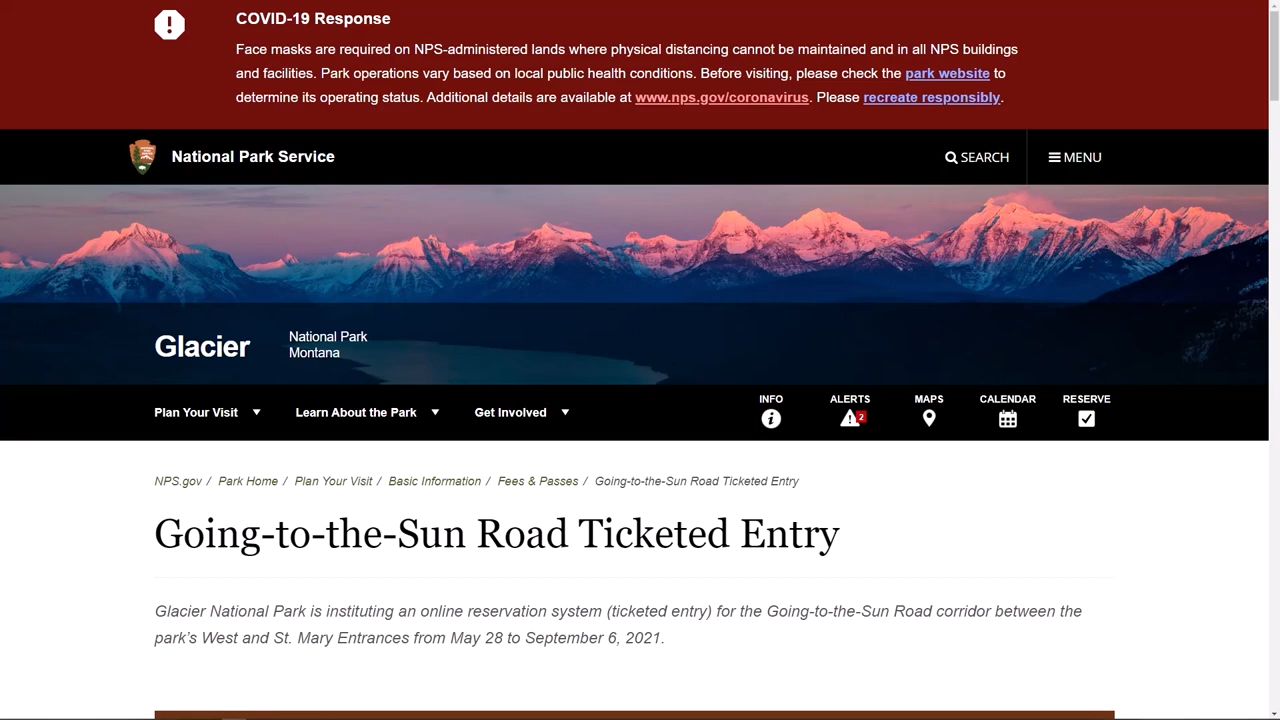 COVID-19 Response
Face masks are required on NPS-administered lands where physical distancing cannot be maintained and in all NPS buildings
and facilities. Park operations vary based on local public health conditions. Before visiting, please check the park website to
determine its operating status. Additional details are available at www.nps.gov/coronavirus. Please recreate responsibly.
National Park Service
SEARCH
MENU
Glacier
National Park
Montana
Plan Your Visit
Learn About the Park
Get Involved
INFO
ALERTS
2
MAPS
CALENDAR
RESERVE
NPS.gov / Park Home / Plan Your Visit / Basic Information / Fees & Passes / Going-to-the-Sun Road Ticketed Entry
Going-to-the-Sun Road Ticketed Entry
Glacier National Park is instituting an online reservation system (ticketed entry) for the Going-to-the-Sun Road corridor between the
park's West and St. Mary Entrances from May 28 to September 6, 2021.